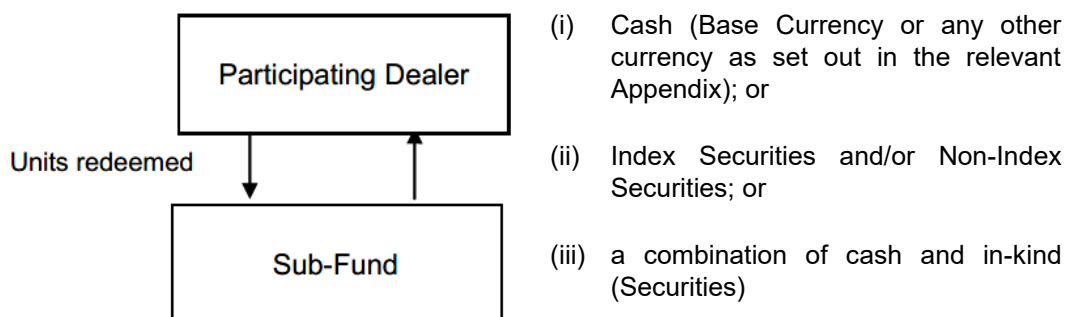 Participating Dealer
Units redeemed
Sub-Fund
(i) Cash (Base Currency or any other
currency as set out in the relevant
Appendix); or
(ii) Index Securities and/or Non-Index
Securities; or
(iii) a combination of cash and in-kind
(Securities)